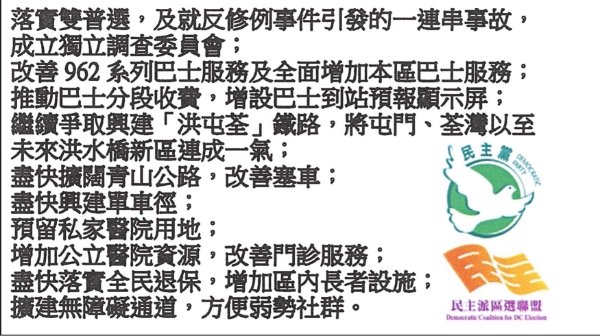 落實雙普選，及就反修例事件引發的一連串事故，
成立獨立調查委員會；
改善 962 系列巴士服務及全面增加本區巴士服務；
推動巴士分段收費，增設巴士到站預報顯示屏；
繼續爭取興建「洪屯荃」鐵路，將屯門、荃灣以至
未來洪水橋新區連成一氣；
盡快擴闊青山公路，改善塞車；
盡快興建單車徑；
預留私家醫院用地；
增加公立醫院資源，改善門診服務；
盡快落實全民退保，增加區內長者設施；
擴建無障礙通道，方便弱勢社群。
民主黨 DEMOCRATIC PARTY
民主
民主派區選聯盟
Democratic Coalition for DC Election